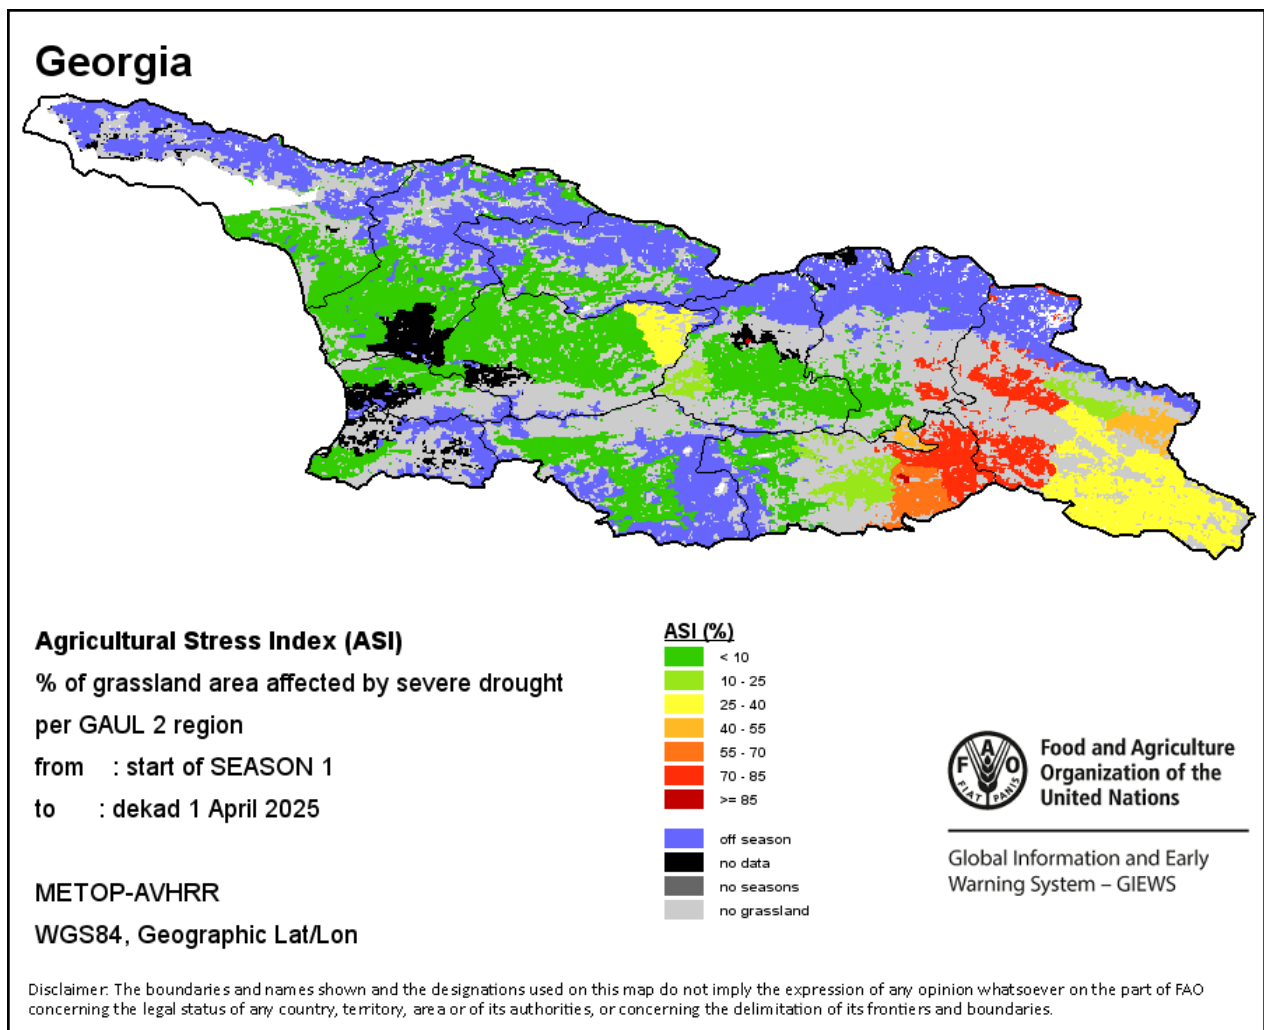 Georgia
Agricultural Stress Index (ASI)
% of grassland area affected by severe drought
per GAUL 2 region
from : start of SEASON 1
to : dekad 1 April 2025
METOP-AVHRR
WGS84, Geographic Lat/Lon
ASI (%)
< 10
10 - 25
25 - 40
40 - 55
55 - 70
70 - 85
>= 85
off season
no data
no seasons
no grassland
F A O
FIAT PANIS
Food and Agriculture
Organization of the
United Nations
Global Information and Early
Warning System – GIEWS
Disclaimer: The boundaries and names shown and the designations used on this map do not imply the expression of any opinion whatsoever on the part of FAO
concerning the legal status of any country, territory, area or of its authorities, or concerning the delimitation of its frontiers and boundaries.